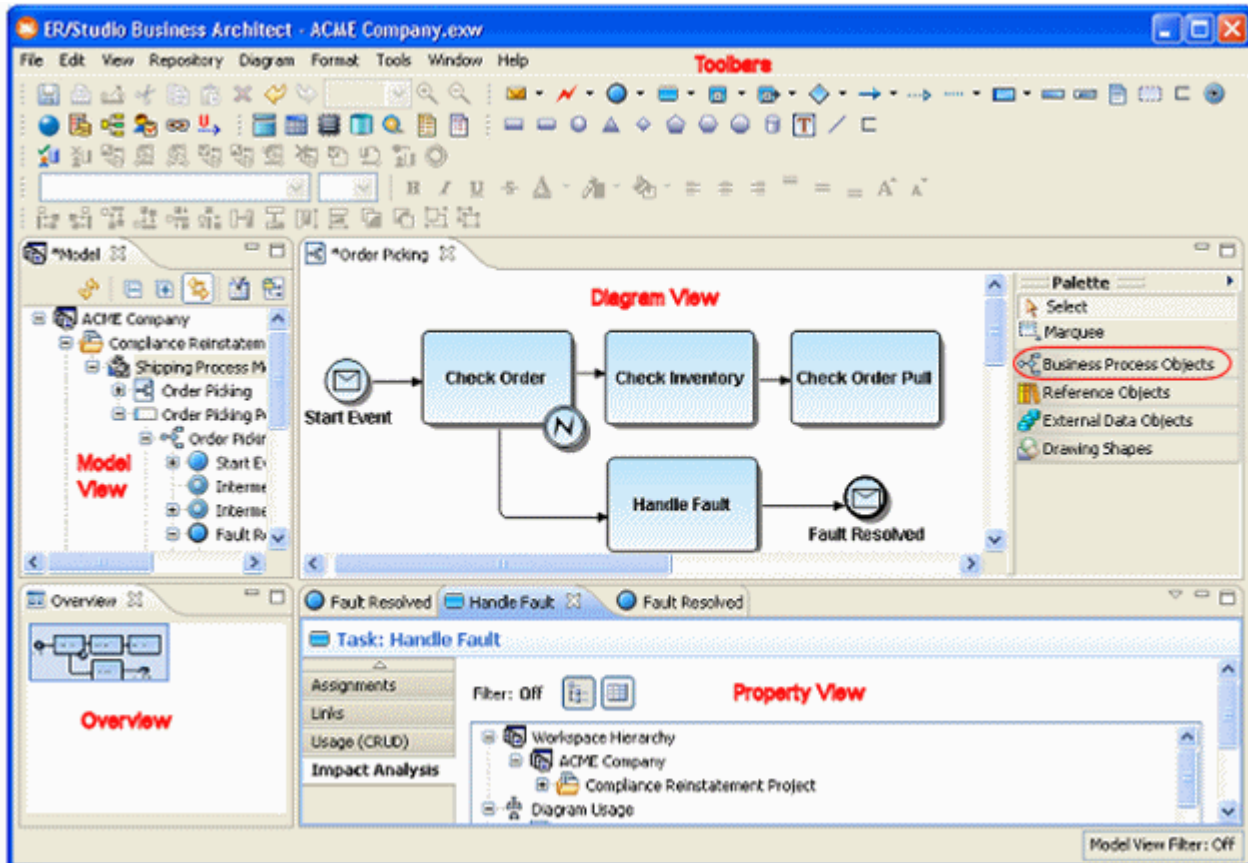 ER/Studio Business Architect - ACME Company.exw
File Edit View Repository Diagram Format Tools Window Help
Toolbars
*Model
ACME Company
Compliance Reinstatem
Shipping Process M
Order Picking
Order Picking P
Order Pickir
Start Ev
Interme
Interme
Fault R
Model
View
*Order Picking
Diagram View
Check Order
Check Inventory
Check Order Pull
Start Event
Handle Fault
Fault Resolved
Palette
Select
Marquee
Business Process Objects
Reference Objects
External Data Objects
Drawing Shapes
Overview
Overview
Fault Resolved Handle Fault Fault Resolved
Task: Handle Fault
Assignments
Links
Usage (CRUD)
Impact Analysis
Filter: Off
Property View
Workspace Hierarchy
ACME Company
Compliance Reinstatement Project
Diagram Usage
Model View Filter: Off